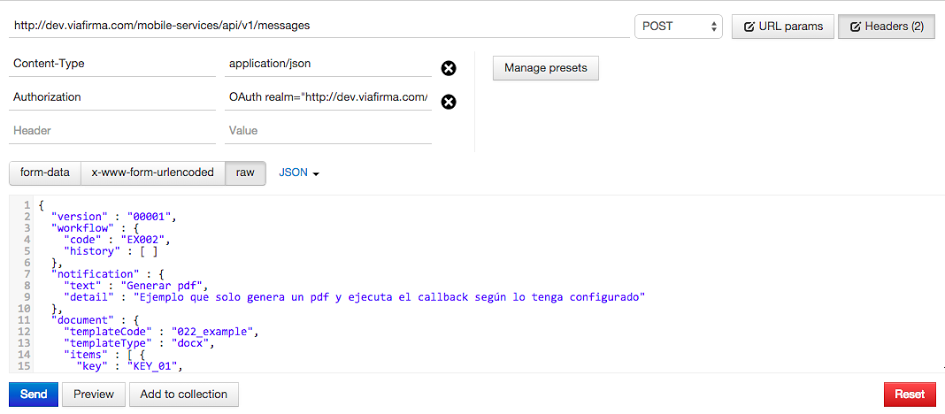 http://dev.viafirma.com/mobile-services/api/v1/messages POST URL params Headers (2)
Content-Type application/json Manage presets
Authorization OAuth realm="http://dev.viafirma.com/
Header Value
form-data x-www-form-urlencoded raw JSON
1 {
2 "version" : "00001",
3 "workflow" : {
4 "code" : "EX002",
5 "history" : [ ]
6 },
7 "notification" : {
8 "text" : "Generar pdf",
9 "detail" : "Ejemplo que solo genera un pdf y ejecuta el callback según lo tenga configurado"
10 },
11 "document" : {
12 "templateCode" : "022_example",
13 "templateType" : "docx",
14 "items" : [ {
15 "key" : "KEY_01",
Send Preview Add to collection Reset